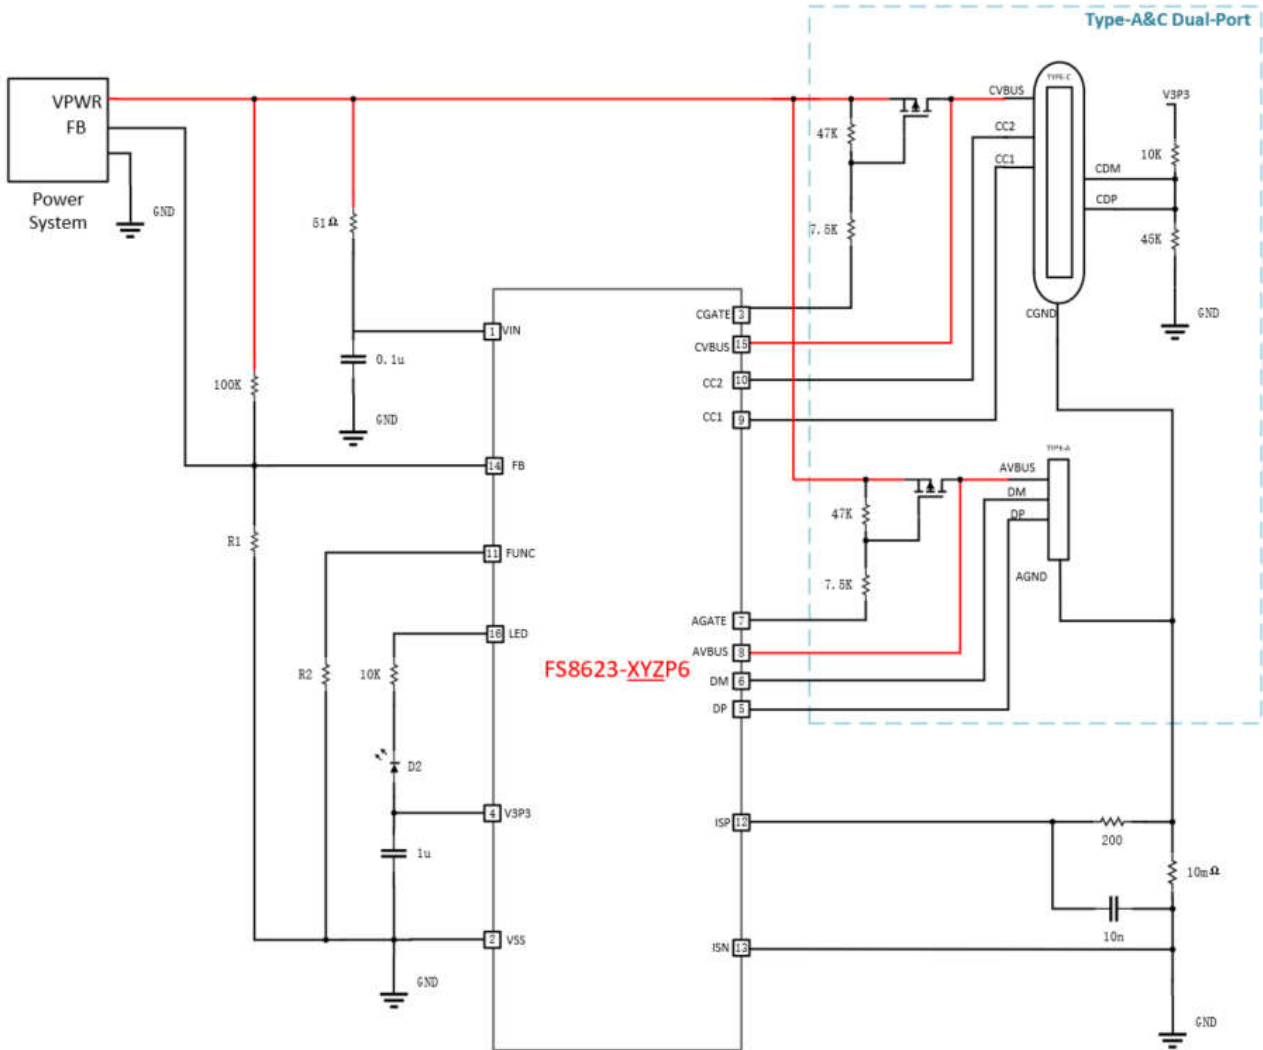 Type-A&C Dual-Port
TYPE-C
VPWR
FB
Power
System
GND
47K
7.5K
CVBUS
CC2
CC1
CGND
V3P3
10K
CDM
CDP
45K
GND
51Ω
0.1u
GND
100K
R1
R2
10K
D2
1u
GND
1 VIN
14 FB
11 FUNC
16 LED
4 V3P3
2 VSS
FS8623-XYZP6
CGATE 3
CVBUS 15
CC2 10
CC1 9
AGATE 7
AVBUS 8
DM 6
DP 5
ISP 12
ISN 13
47K
7.5K
TYPE-A
AVBUS
DM
DP
AGND
200
10mΩ
10n
GND